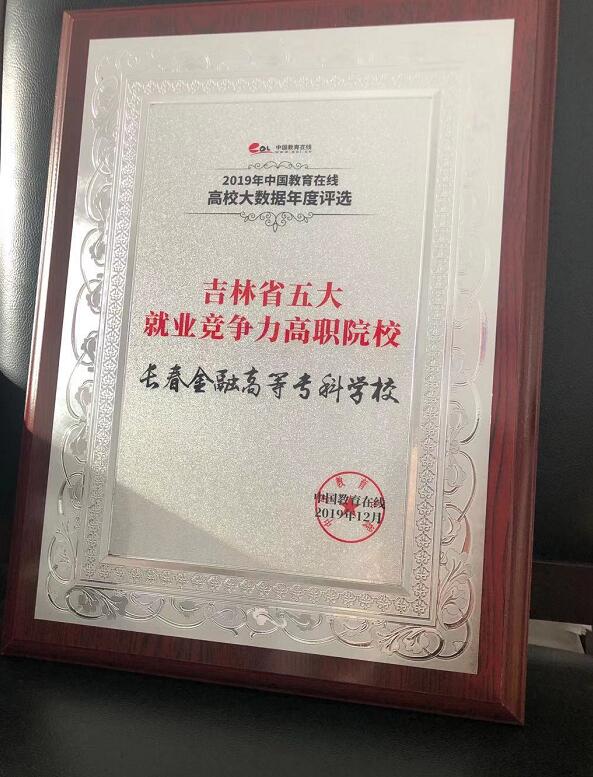 eOL 中国教育在线
2019年中国教育在线
高校大数据年度评选
吉林省五大
就业竞争力高职院校
长春金融高等专科学校
中国教育在线
2019年12月